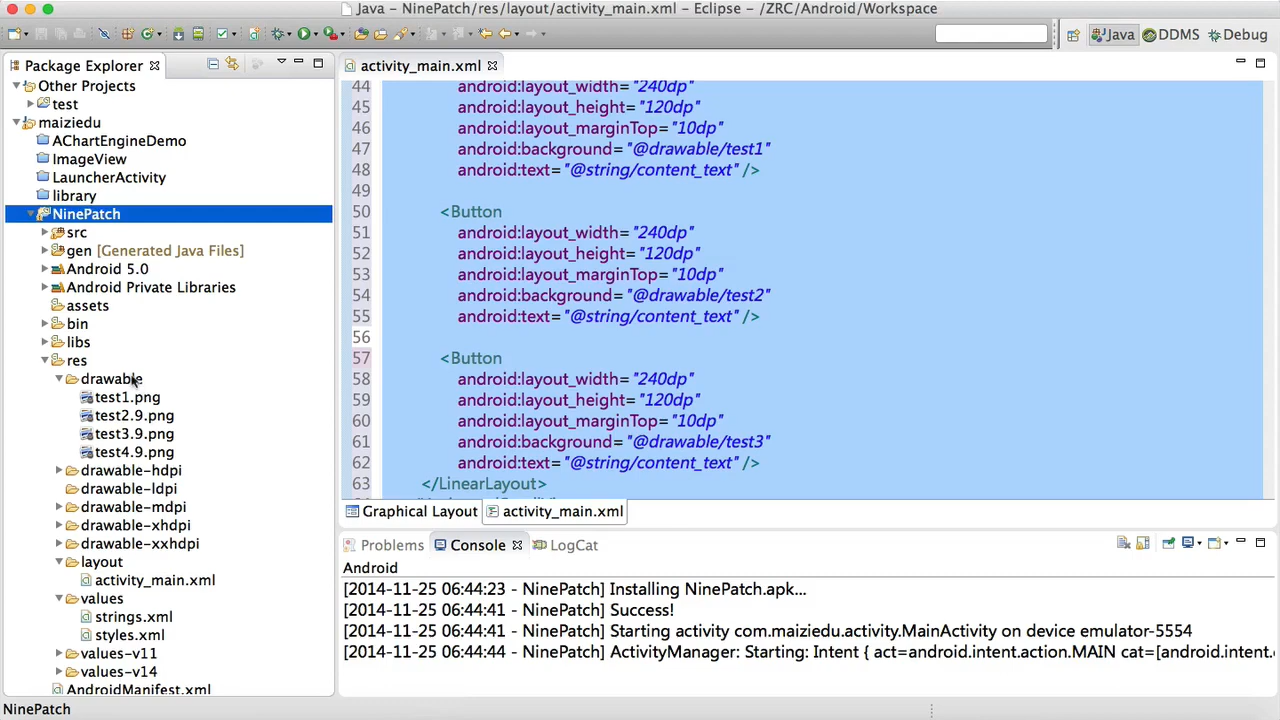 Java – NinePatch/res/layout/activity_main.xml – Eclipse – /ZRC/Android/Workspace
Java
DDMS
Debug
Package Explorer
Other Projects
test
maiziedu
AChartEngineDemo
ImageView
LauncherActivity
library
NinePatch
src
gen [Generated Java Files]
Android 5.0
Android Private Libraries
assets
bin
libs
res
drawable
test1.png
test2.9.png
test3.9.png
test4.9.png
drawable-hdpi
drawable-ldpi
drawable-mdpi
drawable-xhdpi
drawable-xxhdpi
layout
activity_main.xml
values
strings.xml
styles.xml
values-v11
values-v14
AndroidManifest.xml
activity_main.xml
44 android:layout_width="240dp"
45 android:layout_height="120dp"
46 android:layout_marginTop="10dp"
47 android:background="@drawable/test1"
48 android:text="@string/content_text" />
49
50 <Button
51 android:layout_width="240dp"
52 android:layout_height="120dp"
53 android:layout_marginTop="10dp"
54 android:background="@drawable/test2"
55 android:text="@string/content_text" />
56
57 <Button
58 android:layout_width="240dp"
59 android:layout_height="120dp"
60 android:layout_marginTop="10dp"
61 android:background="@drawable/test3"
62 android:text="@string/content_text" />
63 </LinearLayout>
Graphical Layout
activity_main.xml
Problems
Console
LogCat
Android
[2014-11-25 06:44:23 - NinePatch] Installing NinePatch.apk...
[2014-11-25 06:44:41 - NinePatch] Success!
[2014-11-25 06:44:41 - NinePatch] Starting activity com.maiziedu.activity.MainActivity on device emulator-5554
[2014-11-25 06:44:44 - NinePatch] ActivityManager: Starting: Intent { act=android.intent.action.MAIN cat=[android.intent.
NinePatch